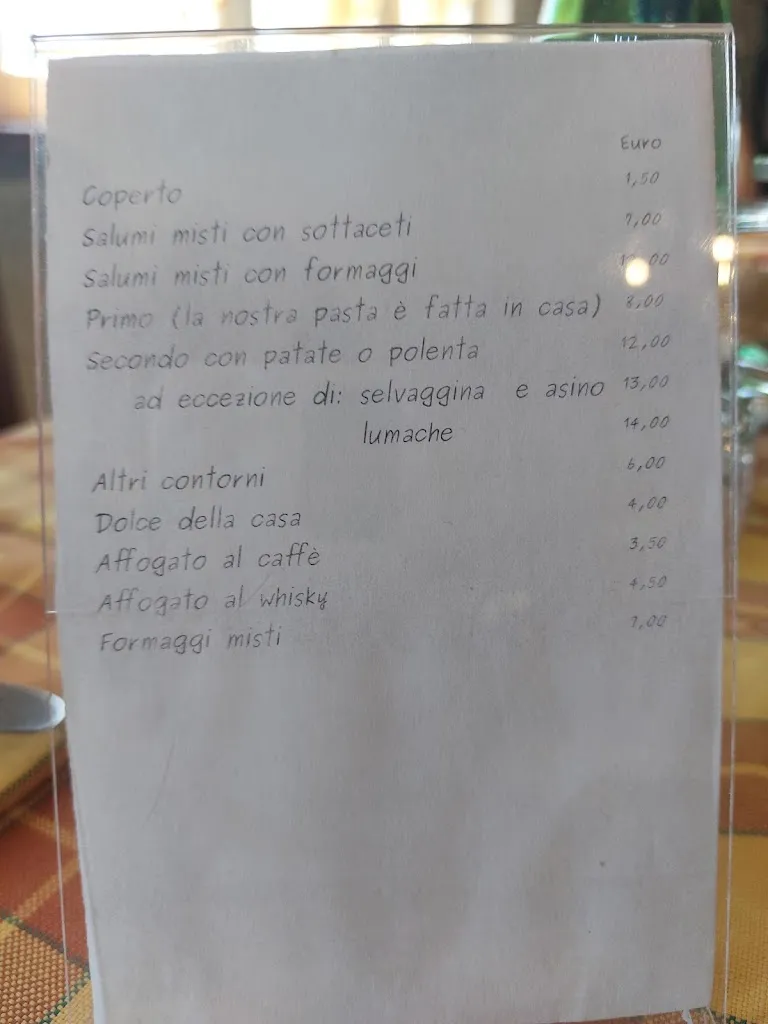 Euro
Coperto 1,50
Salumi misti con sottaceti 7,00
Salumi misti con formaggi
Primo (la nostra pasta è fatta in casa) 8,00
Secondo con patate o polenta 12,00
ad eccezione di: selvaggina e asino 13,00
lumache 14,00
Altri contorni 6,00
Dolce della casa 4,00
Affogato al caffè 3,50
Affogato al whisky 4,50
Formaggi misti 7,00